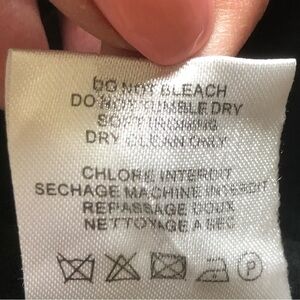 DO NOT BLEACH
DO NOT TUMBLE DRY
SOFT IRONING
DRY CLEAN ONLY
CHLORE INTERDIT
SECHAGE MACHINE INTERDIT
REPASSAGE DOUX
NETTOYAGE A SEC
P